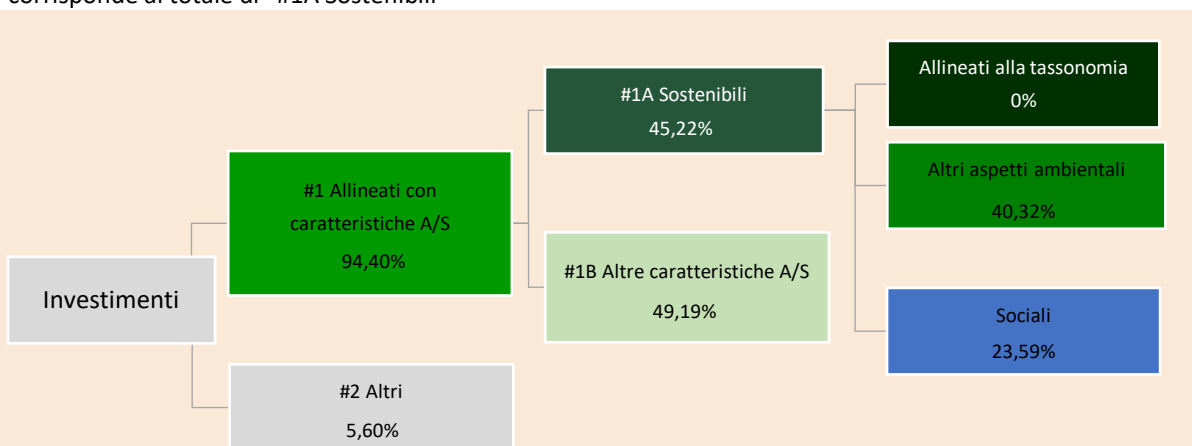 corrisponde al totale di "#1A Sostenibili"
Allineati alla tassonomia
0%
#1A Sostenibili
45,22%
Altri aspetti ambientali
40,32%
#1 Allineati con
caratteristiche A/S
94,40%
#1B Altre caratteristiche A/S
49,19%
Investimenti
Sociali
23,59%
#2 Altri
5,60%